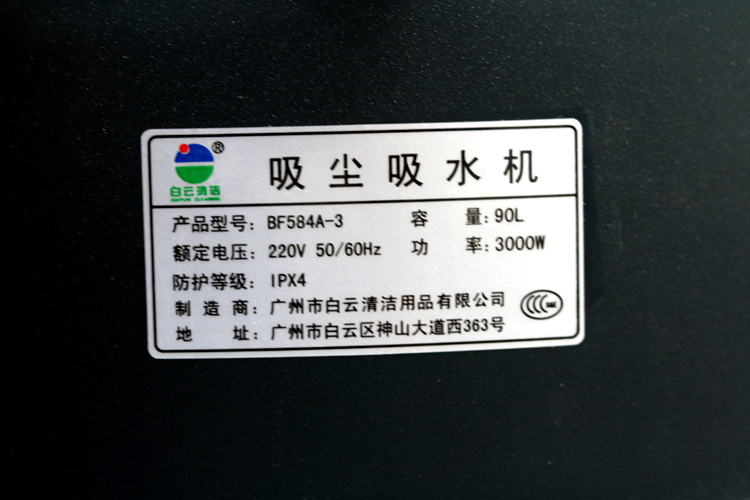 ®
吸尘吸水机
白云清洁
BAIYUN CLEANING
产品型号: BF584A-3 容量: 90L
额定电压: 220V 50/60Hz 功率: 3000W
防护等级: IPX4
制造商: 广州市白云清洁用品有限公司
地址: 广州市白云区神山大道西363号